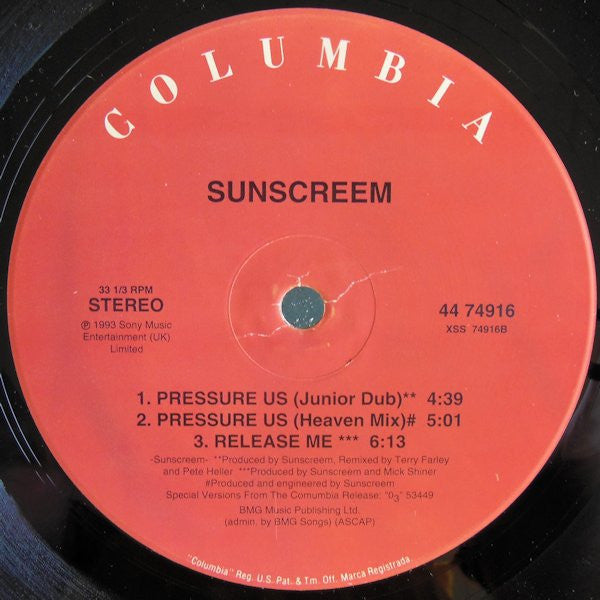 COLUMBIA
SUNSCREEM
33 1/3 RPM
STEREO
℗ 1993 Sony Music
Entertainment (UK)
Limited
44 74916
XSS 74916B
1. PRESSURE US (Junior Dub)** 4:39
2. PRESSURE US (Heaven Mix)# 5:01
3. RELEASE ME *** 6:13
-Sunscreem- **Produced by Sunscreem, Remixed by Terry Farley
and Pete Heller ***Produced by Sunscreem and Mick Shiner
#Produced and engineered by Sunscreem
Special Versions From The Comumbia Release: "03" 53449
BMG Music Publishing Ltd.
(admin. by BMG Songs) (ASCAP)
"Columbia" Reg. U.S. Pat. & Tm. Off. Marca Registrada